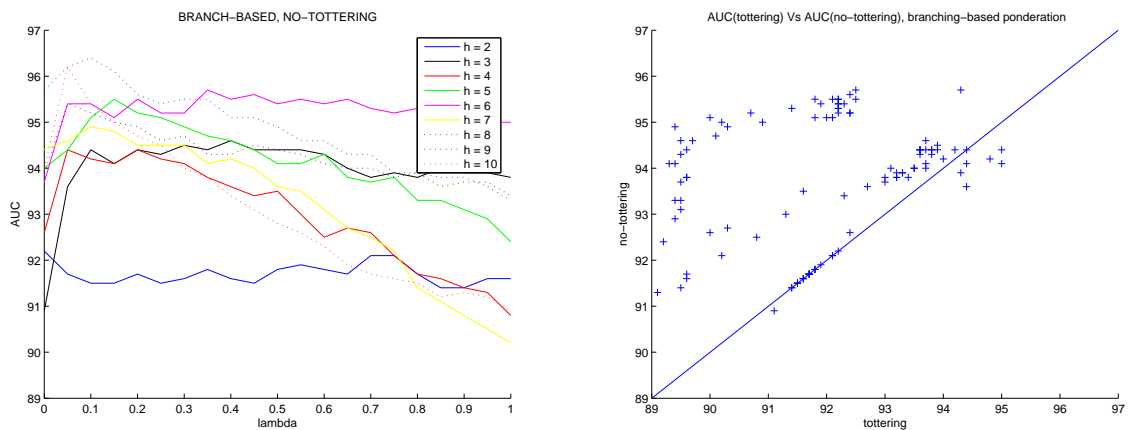 BRANCH-BASED, NO-TOTTERING
97
96
95
94
93
92
91
90
89
AUC
h = 2
h = 3
h = 4
h = 5
h = 6
h = 7
h = 8
h = 9
h = 10
0 0.1 0.2 0.3 0.4 0.5 0.6 0.7 0.8 0.9 1
lambda
AUC(tottering) Vs AUC(no-tottering), branching-based ponderation
97
96
95
94
93
92
91
90
89
no-tottering
89 90 91 92 93 94 95 96 97
tottering